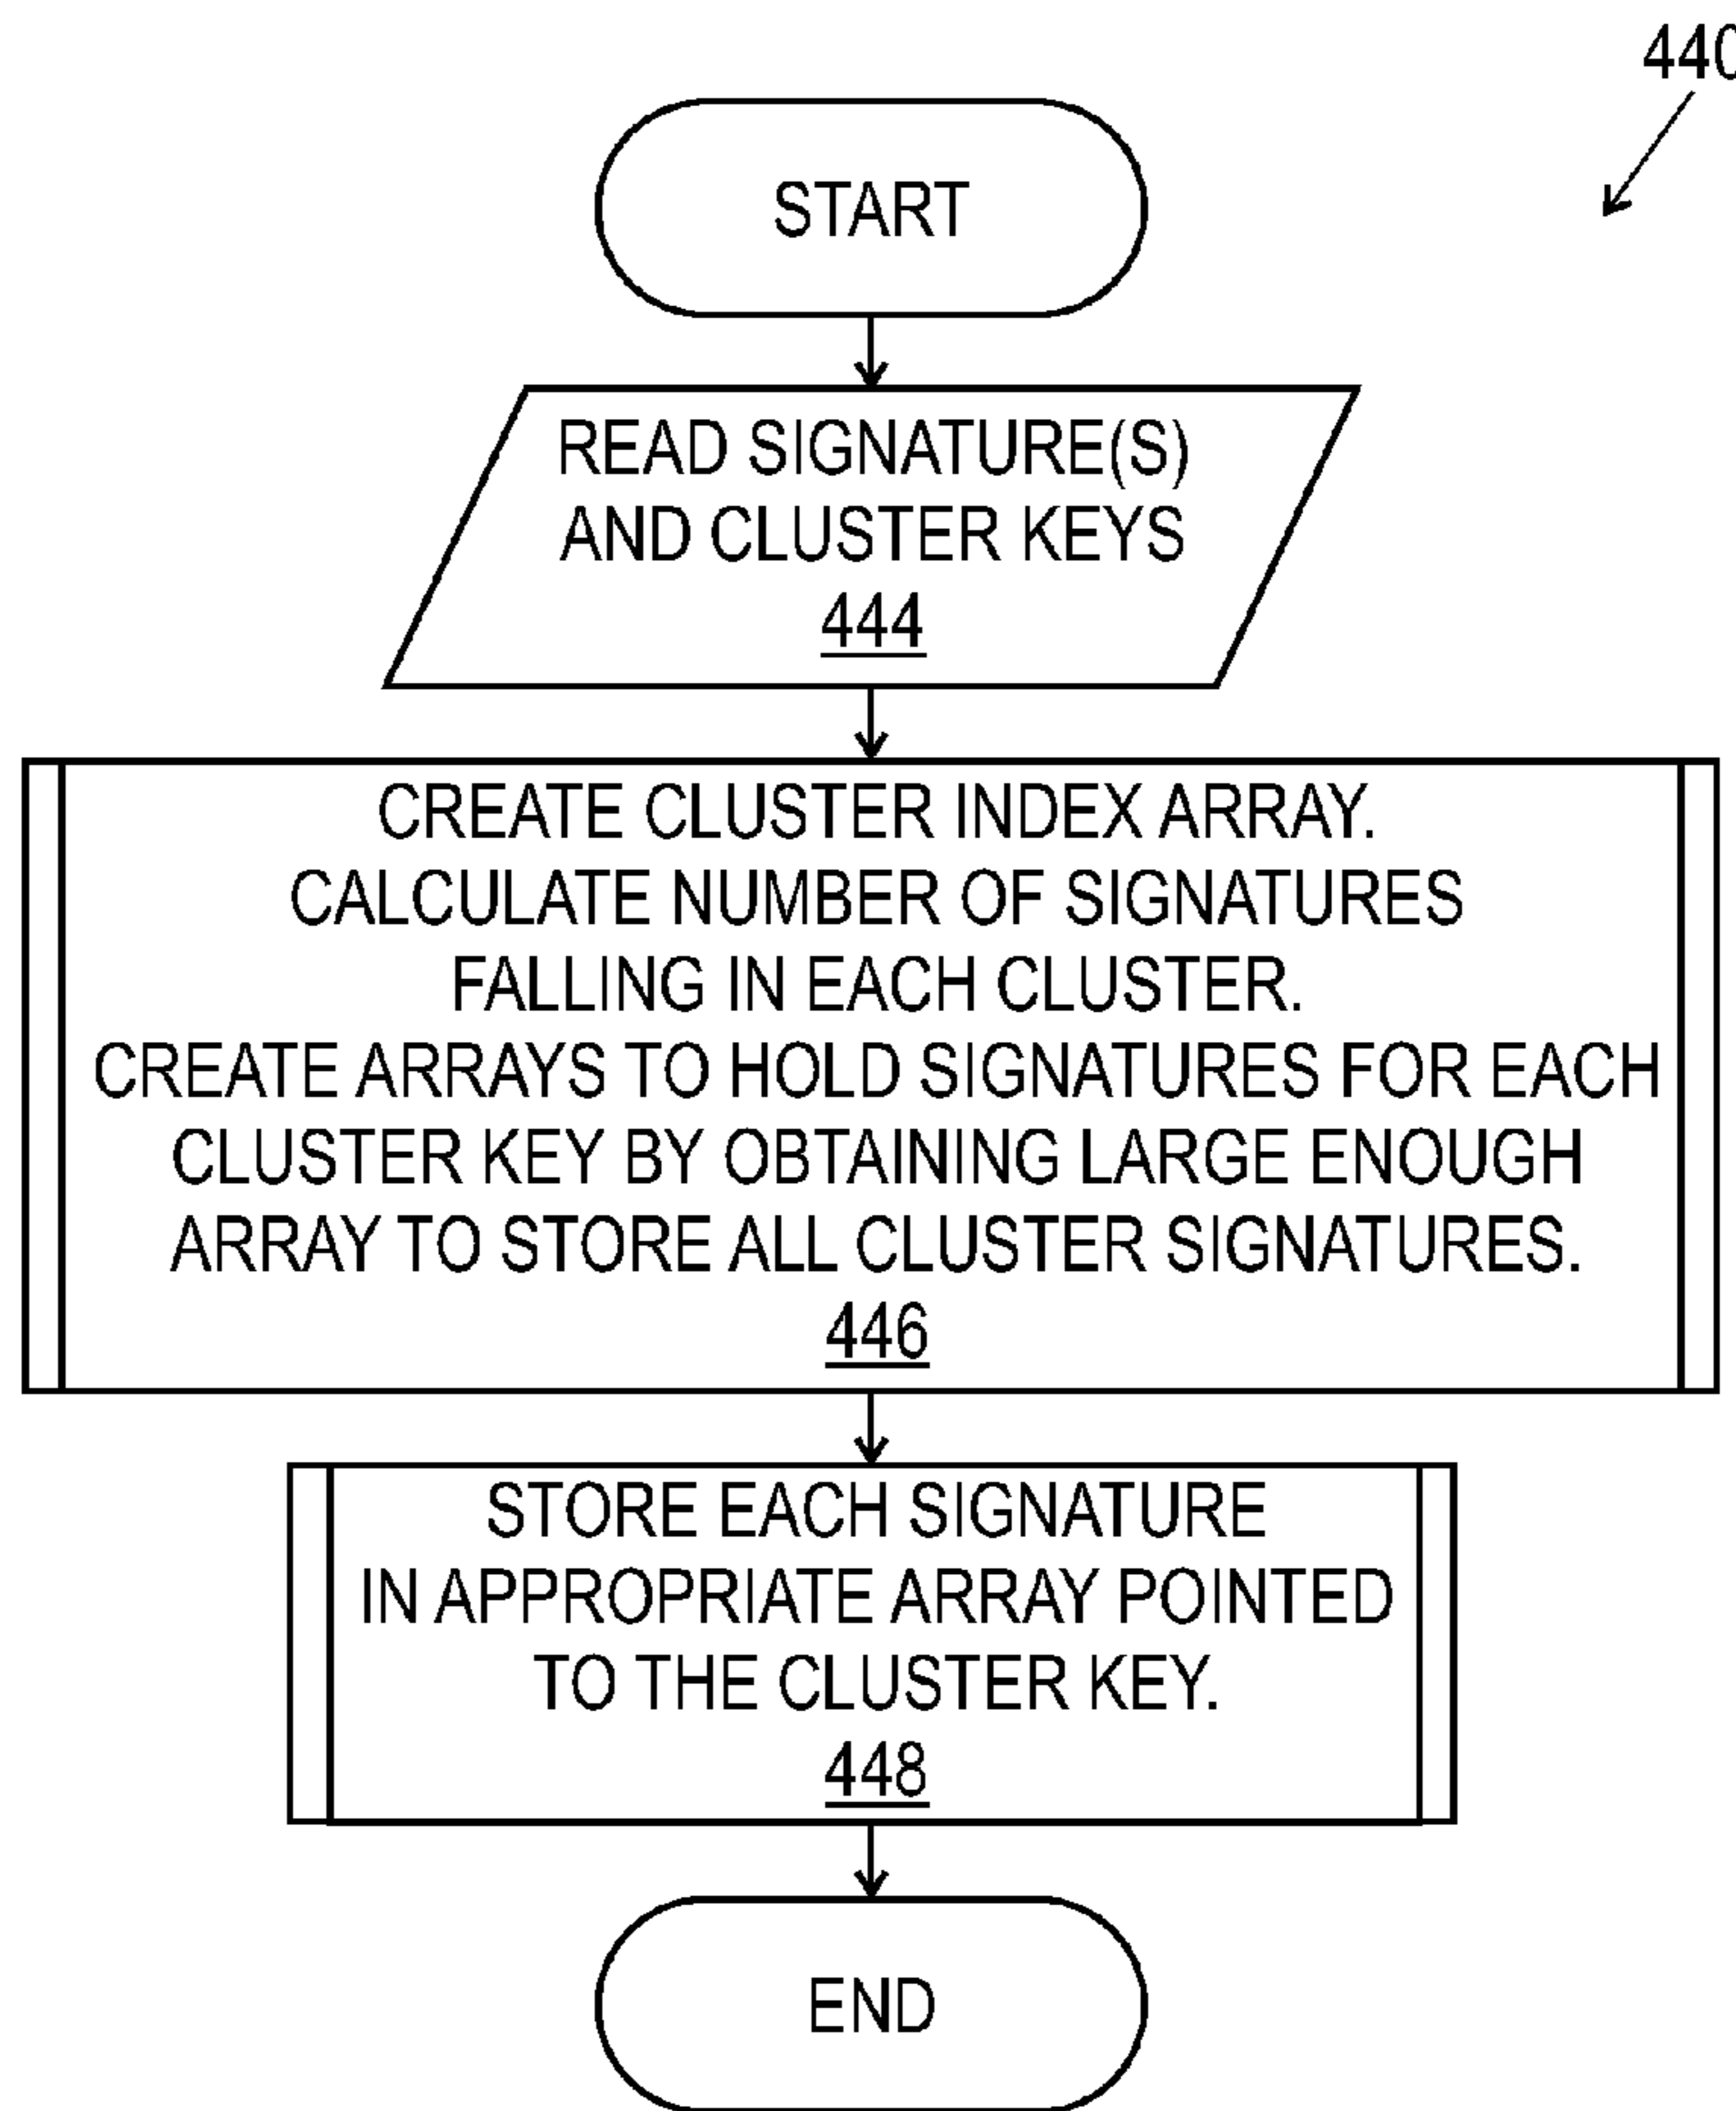 440
START
READ SIGNATURE(S)
AND CLUSTER KEYS
444
CREATE CLUSTER INDEX ARRAY.
CALCULATE NUMBER OF SIGNATURES
FALLING IN EACH CLUSTER.
CREATE ARRAYS TO HOLD SIGNATURES FOR EACH
CLUSTER KEY BY OBTAINING LARGE ENOUGH
ARRAY TO STORE ALL CLUSTER SIGNATURES.
446
STORE EACH SIGNATURE
IN APPROPRIATE ARRAY POINTED
TO THE CLUSTER KEY.
448
END